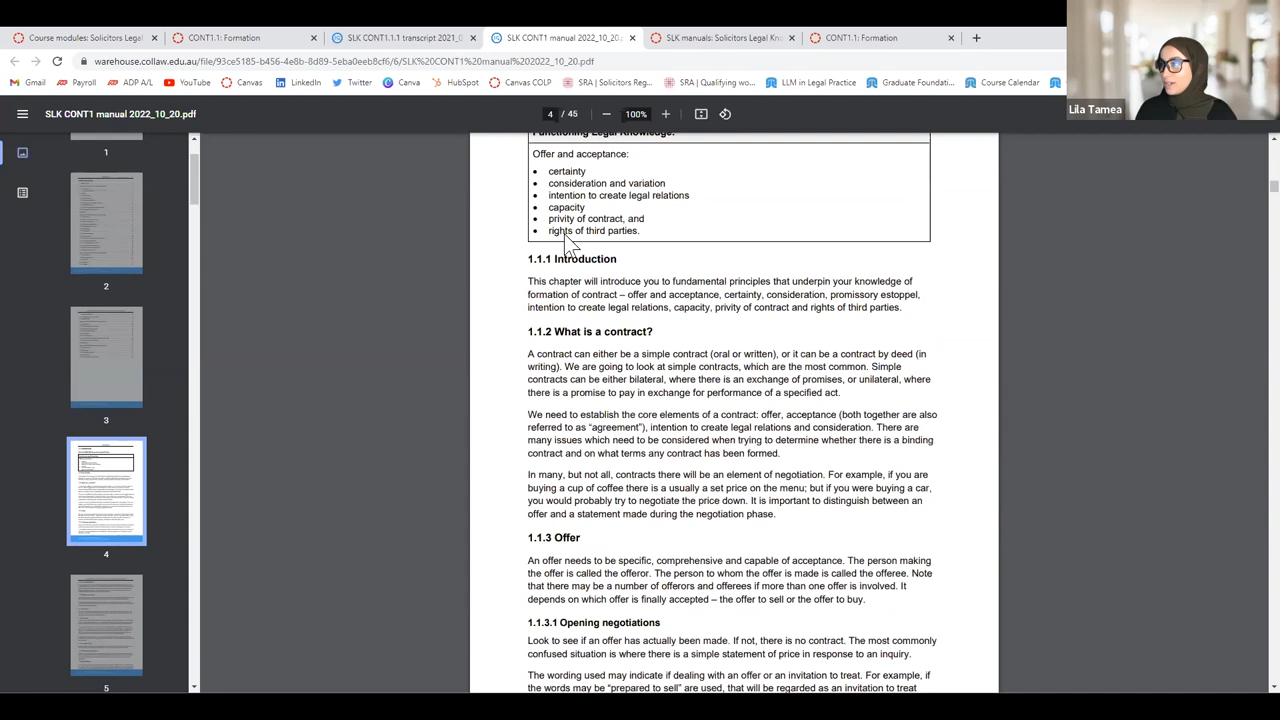 Course modules: Solicitors Legal
CONT1.1: Formation
SLK CONT1.1.1 transcript 2021_0
SLK CONT1 manual 2022_10_20.p
SLK manuals: Solicitors Legal Kno
CONT1.1: Formation
warehouse.collaw.edu.au/file/93ce5185-b456-4e8b-8d89-5eba0eeb8cf6/6/SLK%20CONT1%20manual%202022_10_20.pdf
Gmail
Payroll
ADP A/L
YouTube
Canvas
LinkedIN
Twitter
Canva
HubSpot
Canvas COLP
SRA | Solicitors Reg...
SRA | Qualifying wo...
LLM in Legal Practice
Graduate Foundati...
Course Calendar
Lila Tamea
SLK CONT1 manual 2022_10_20.pdf
4 / 45
100%
1
2
3
4
5
Functioning Legal Knowledge:
Offer and acceptance:
• certainty
• consideration and variation
• intention to create legal relations
• capacity
• privity of contract, and
• rights of third parties.
1.1.1 Introduction
This chapter will introduce you to fundamental principles that underpin your knowledge of
formation of contract – offer and acceptance, certainty, consideration, promissory estoppel,
intention to create legal relations, capacity, privity of contract and rights of third parties.
1.1.2 What is a contract?
A contract can either be a simple contract (oral or written), or it can be a contract by deed (in
writing). We are going to look at simple contracts, which are the most common. Simple
contracts can be either bilateral, where there is an exchange of promises, or unilateral, where
there is a promise to pay in exchange for performance of a specified act.
We need to establish the core elements of a contract: offer, acceptance (both together are also
referred to as “agreement”), intention to create legal relations and consideration. There are
many issues which need to be considered when trying to determine whether there is a binding
contract and on what terms any contract has been formed.
In many, but not all, contracts there will be an element of negotiation. For example, if you are
buying a cup of coffee there is a usually a set price on the menu; but if you were buying a car,
you would probably try to negotiate the price down. It is important to distinguish between an
offer and a statement made during the negotiation phase.
1.1.3 Offer
An offer needs to be specific, comprehensive and capable of acceptance. The person making
the offer is called the offeror. The person to whom the offer is made is called the offeree. Note
that there may be a number of offerors and offerees if more than one offer is involved. It
depends on which offer is finally accepted – the offer to sell or the offer to buy.
1.1.3.1 Opening negotiations
Look to see if an offer has actually been made. If not, there is no contract. The most commonly
confused situation is where there is a simple statement of price in response to an inquiry.
The wording used may indicate if dealing with an offer or an invitation to treat. For example, if
the words may be “prepared to sell” are used, that will be regarded as an invitation to treat